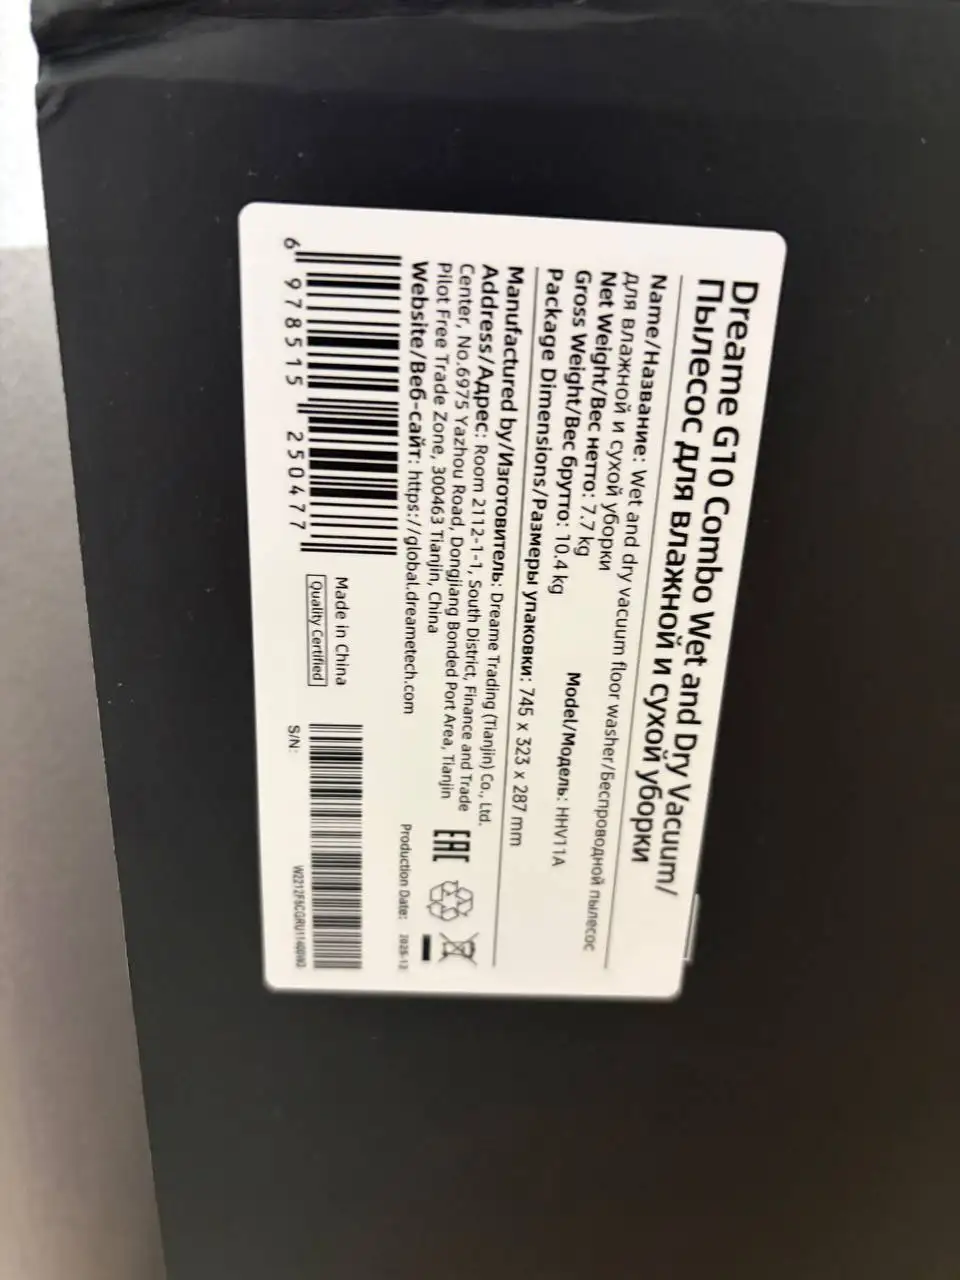 Dreame G10 Combo Wet and Dry Vacuum/
Пылесос для влажной и сухой уборки
Name/Название: Wet and dry vacuum floor washer/Беспроводной пылесос
для влажной и сухой уборки
Net Weight/Вес нетто: 7.7 kg
Gross Weight/Вес брутто: 10.4 kg
Model/Модель: HHV11A
Package Dimensions/Размеры упаковки: 745 x 323 x 287 mm
Manufactured by/Изготовитель: Dreame Trading (Tianjin) Co., Ltd.
Address/Адрес: Room 2112-1-1, South District, Finance and Trade
Center, No.6975 Yazhou Road, Dongjiang Bonded Port Area, Tianjin
Pilot Free Trade Zone, 300463 Tianjin, China
Website/Веб-сайт: https://global.dreametech.com
EAC
Production Date:
6 978515 250477
Made in China
Quality Certified
S/N: